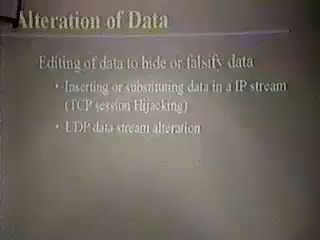 Alteration of Data
Editing of data to hide or falsify data
• Inserting or substituting data in a IP stream
(TCP session Hijacking)
• UDP data stream alteration